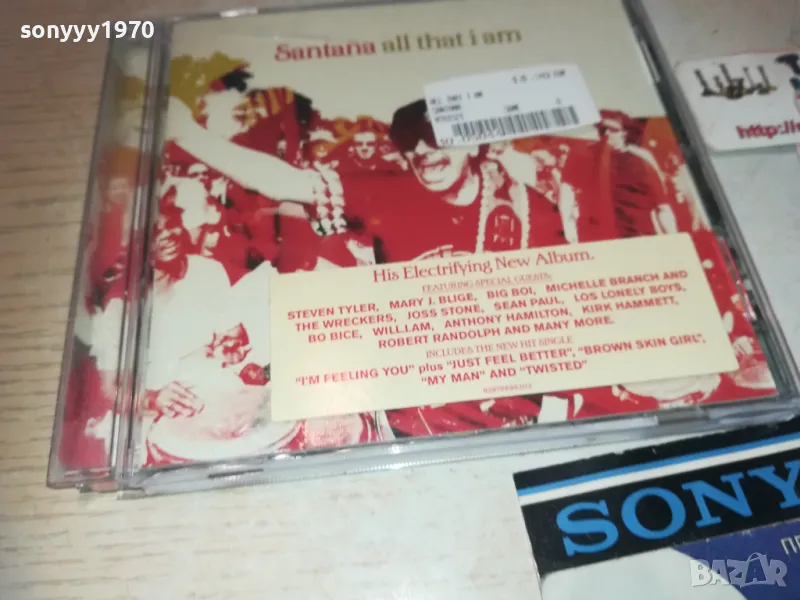 sonyyy1970
Santana all that i am
His Electrifying New Album.
FEATURING SPECIAL GUESTS:
STEVEN TYLER, MARY J. BLIGE, BIG BOI, MICHELLE BRANCH AND
THE WRECKERS, JOSS STONE, SEAN PAUL, LOS LONELY BOYS,
BO BICE, WILL.I.AM, ANTHONY HAMILTON, KIRK HAMMETT,
ROBERT RANDOLPH AND MANY MORE.
INCLUDES THE NEW HIT SINGLE
"I'M FEELING YOU" plus "JUST FEEL BETTER", "BROWN SKIN GIRL",
"MY MAN" AND "TWISTED"
http://
SONY
BAZAR